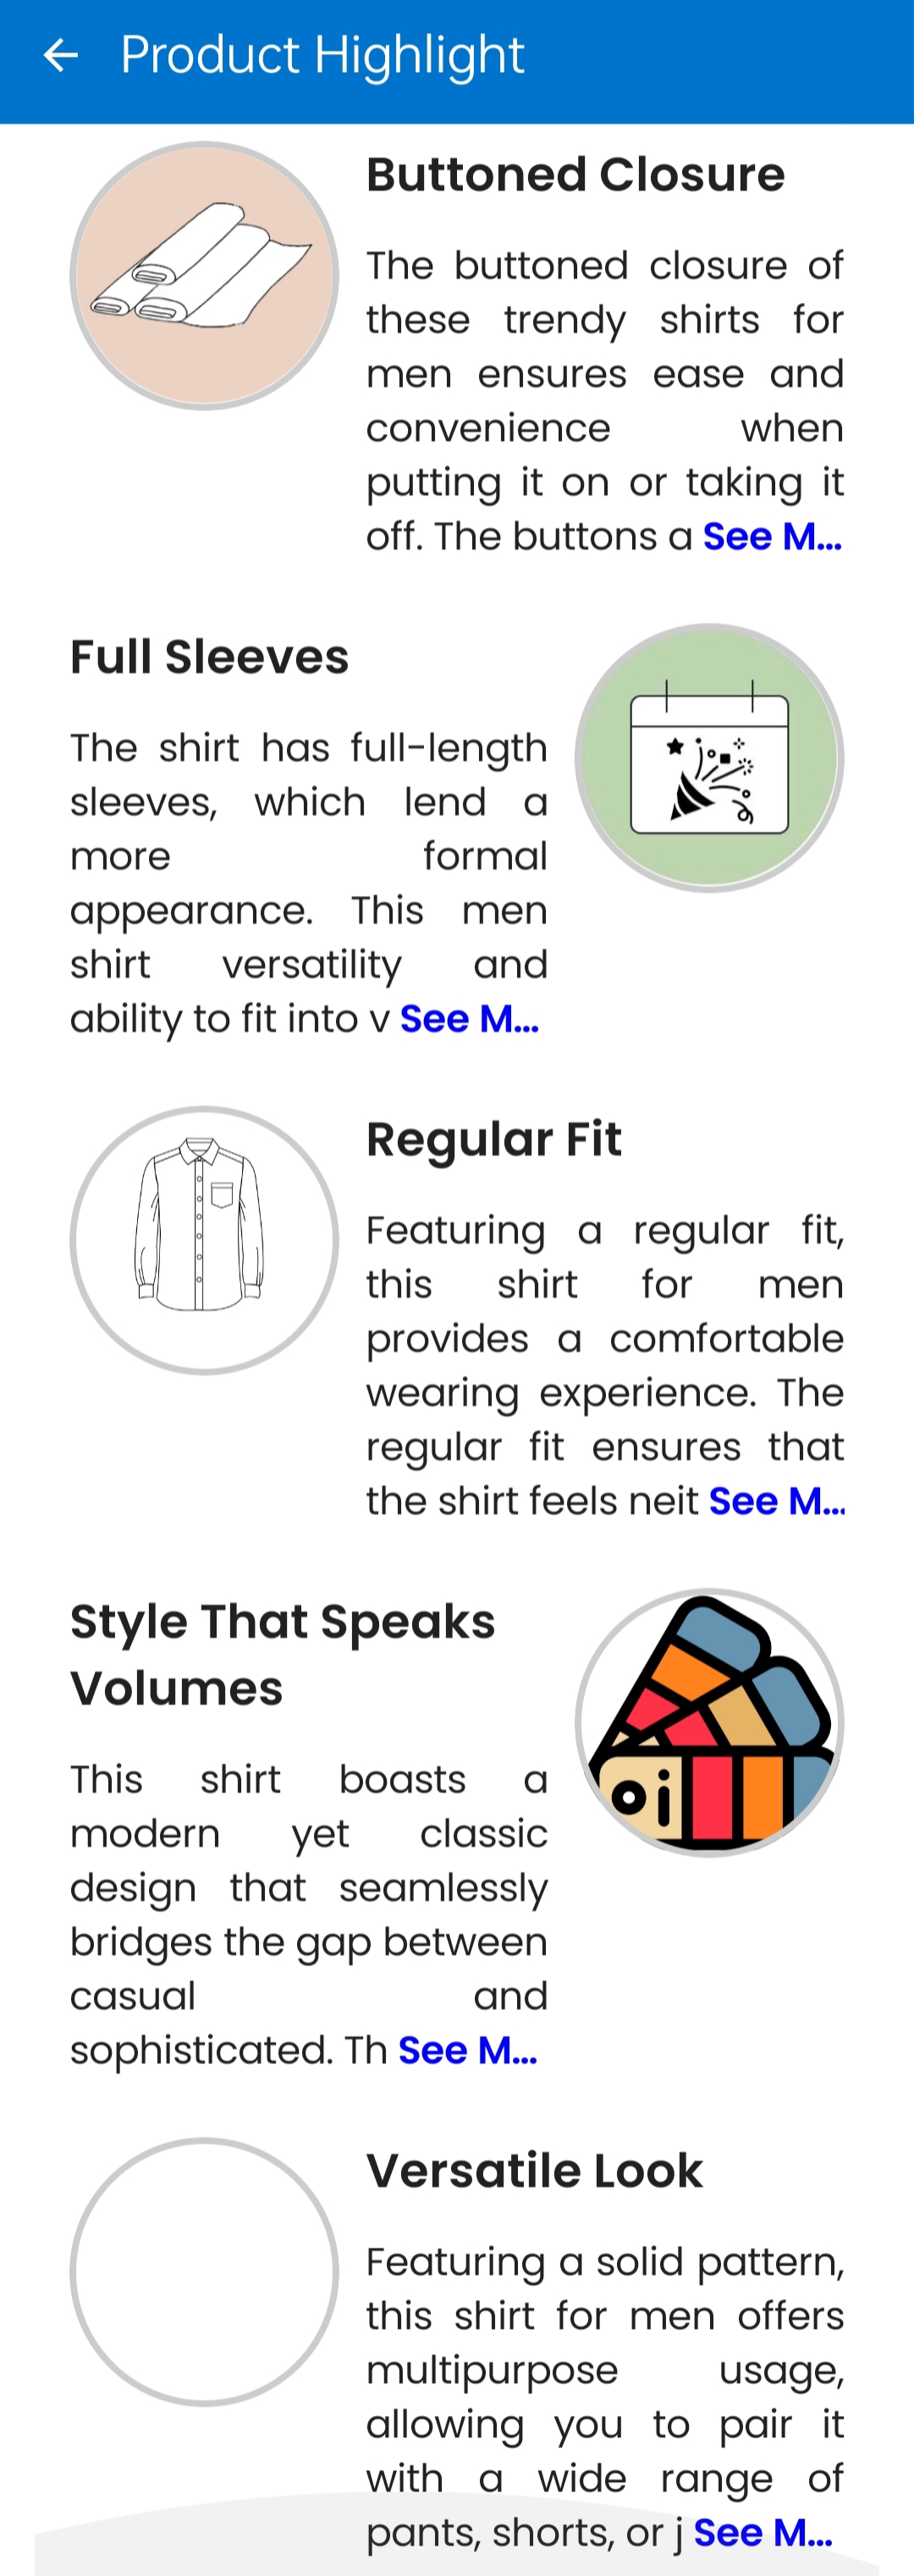 Product Highlight
Buttoned Closure
The buttoned closure of
these trendy shirts for
men ensures ease and
convenience when
putting it on or taking it
off. The buttons a See M...
Full Sleeves
The shirt has full-length
sleeves, which lend a
more formal
appearance. This men
shirt versatility and
ability to fit into v See M...
Regular Fit
Featuring a regular fit,
this shirt for men
provides a comfortable
wearing experience. The
regular fit ensures that
the shirt feels neit See M...
Style That Speaks
Volumes
This shirt boasts a
modern yet classic
design that seamlessly
bridges the gap between
casual and
sophisticated. Th See M...
Versatile Look
Featuring a solid pattern,
this shirt for men offers
multipurpose usage,
allowing you to pair it
with a wide range of
pants, shorts, or j See M...